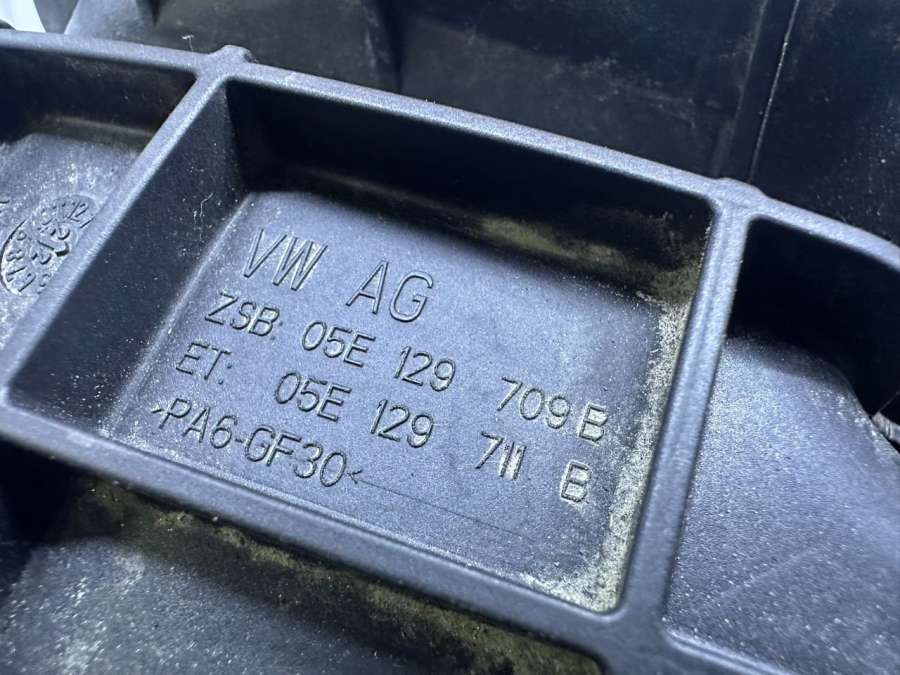 VW AG
ZSB: 05E 129 709 B
ET: 05E 129 711 B
>PA6-GF30<